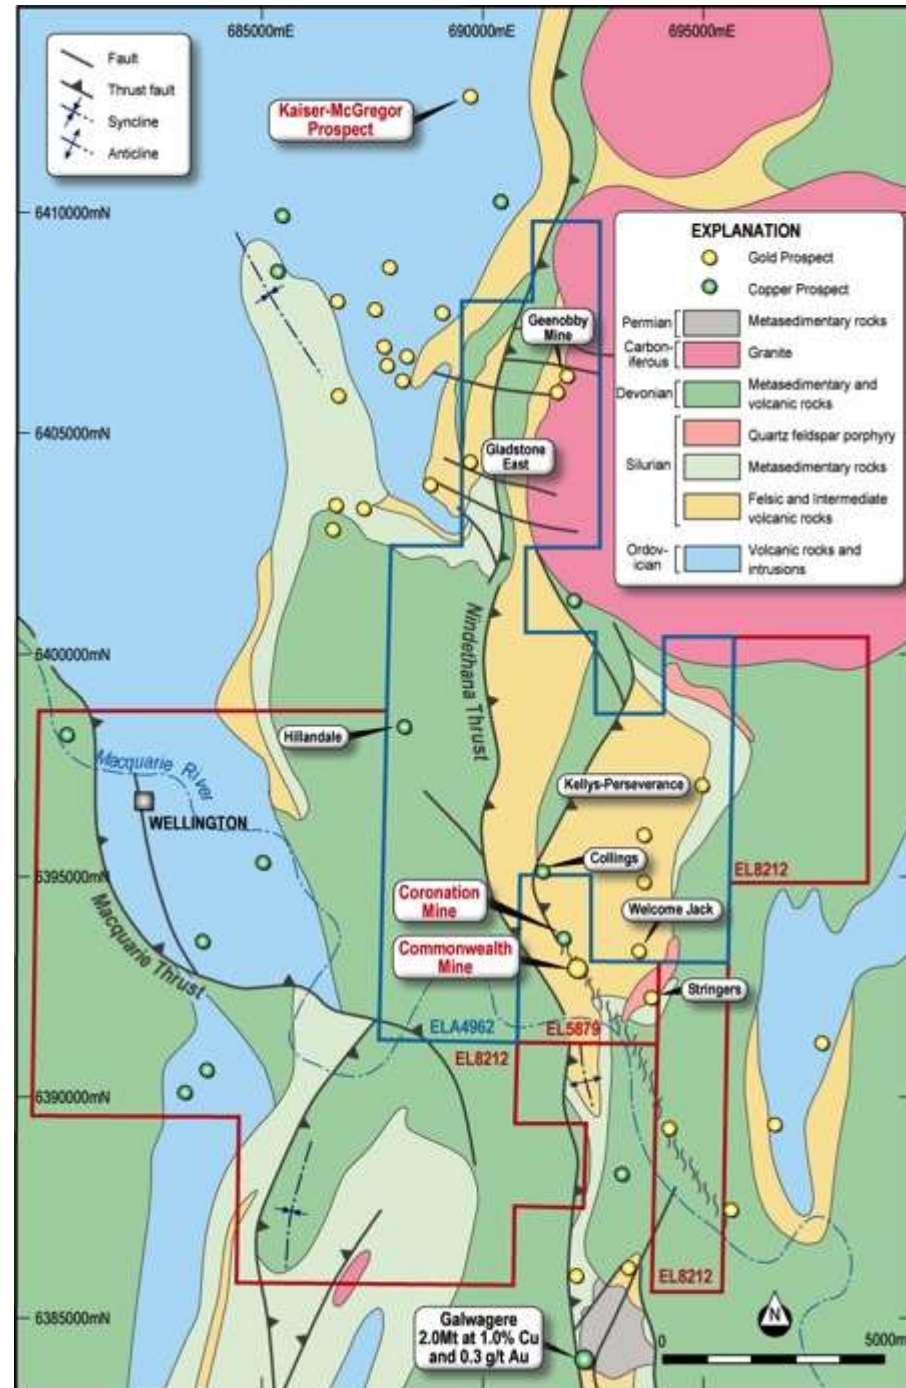 685000mE
690000mE
695000mE
Fault
Thrust fault
Syncline
Anticline
Kaiser-McGregor
Prospect
6410000mN
EXPLANATION
Gold Prospect
Copper Prospect
Permian
Metasedimentary rocks
Carbon-
iferous
Granite
Devonian
Metasedimentary and
volcanic rocks
Quartz feldspar porphyry
Silurian
Metasedimentary rocks
Felsic and Intermediate
volcanic rocks
Ordov-
ician
Volcanic rocks and
intrusions
Geenobby
Mine
6405000mN
Gladstone
East
Nindethana Thrust
6400000mN
Hillandale
Macquarie River
WELLINGTON
Kellys-Perseverance
Collings
EL8212
6395000mN
Coronation
Mine
Welcome Jack
Macquarie Thrust
Commonwealth
Mine
Stringers
ELA4962
EL5879
EL8212
6390000mN
EL8212
6385000mN
Galwagere
2.0Mt at 1.0% Cu
and 0.3 g/t Au
N
0
5000m